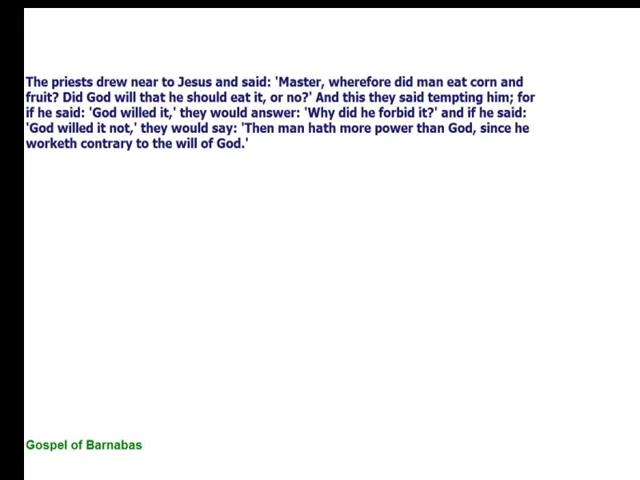 The priests drew near to Jesus and said: 'Master, wherefore did man eat corn and
fruit? Did God will that he should eat it, or no?' And this they said tempting him; for
if he said: 'God willed it,' they would answer: 'Why did he forbid it?' and if he said:
'God willed it not,' they would say: 'Then man hath more power than God, since he
worketh contrary to the will of God.'
Gospel of Barnabas